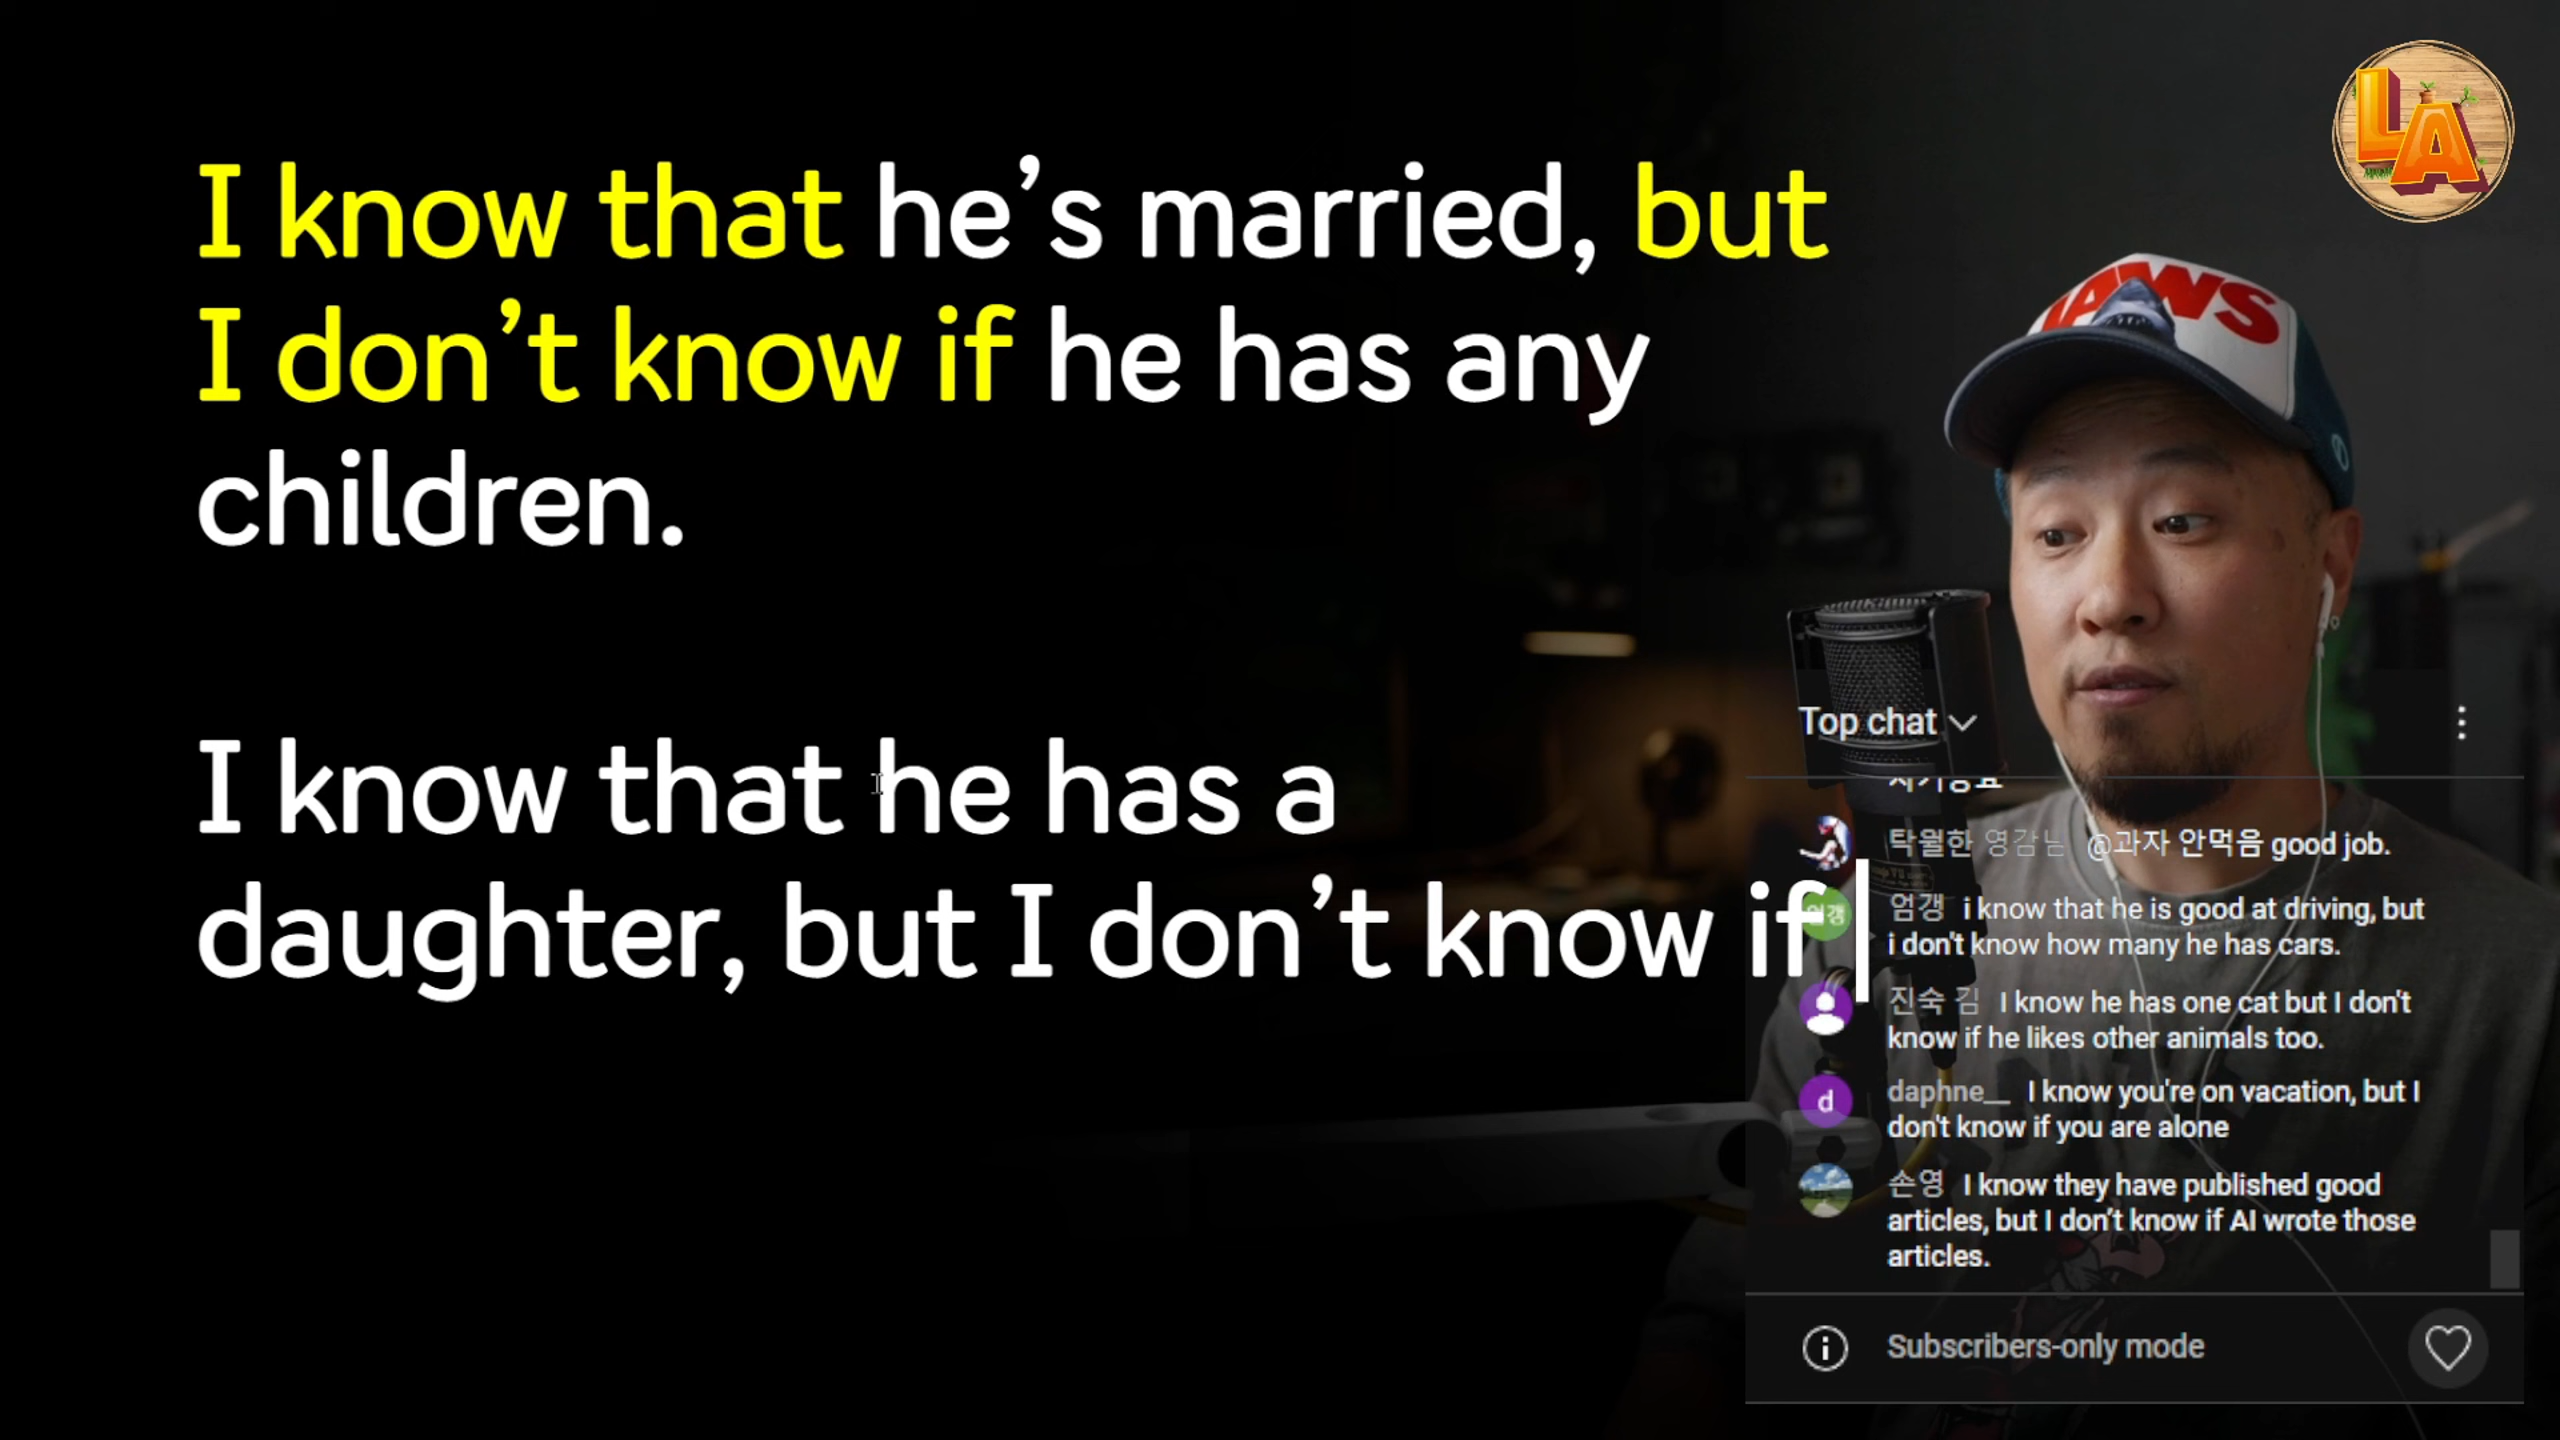 I know that he’s married, but
I don’t know if he has any
children.
I know that he has a
daughter, but I don’t know if
LA
JAWS
Top chat
탁월한 영감님 @과자 안먹음 good job.
엄갱 i know that he is good at driving, but
i don't know how many he has cars.
진숙 김 I know he has one cat but I don't
know if he likes other animals too.
d
daphne__ I know you're on vacation, but I
don't know if you are alone
손영 I know they have published good
articles, but I don’t know if AI wrote those
articles.
Subscribers-only mode